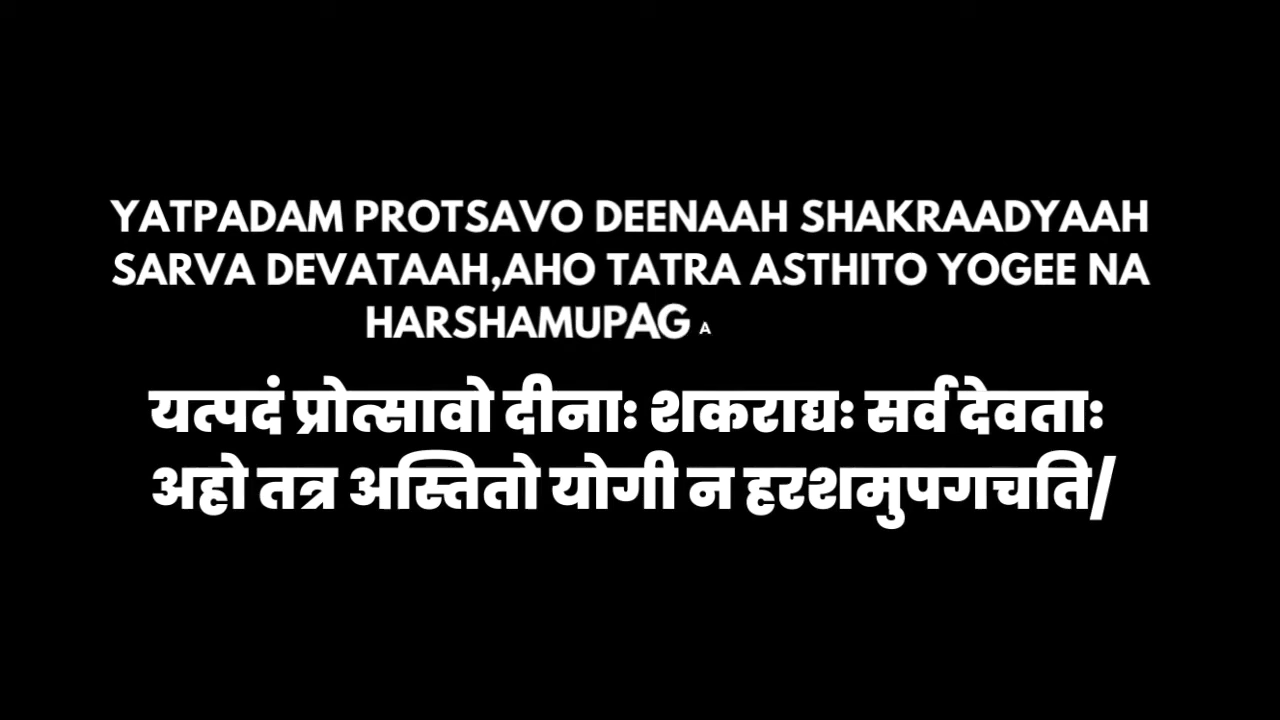 YATPADAM PROTSAVO DEENAAH SHAKRAADYAAH
SARVA DEVATAAH,AHO TATRA ASTHITO YOGEE NA
HARSHAMUPAG A
यत्पदं प्रोत्सावो दीनाः शकराद्यः सर्व देवताः
अहो तत्र अस्तितो योगी न हरशमुपगचति/